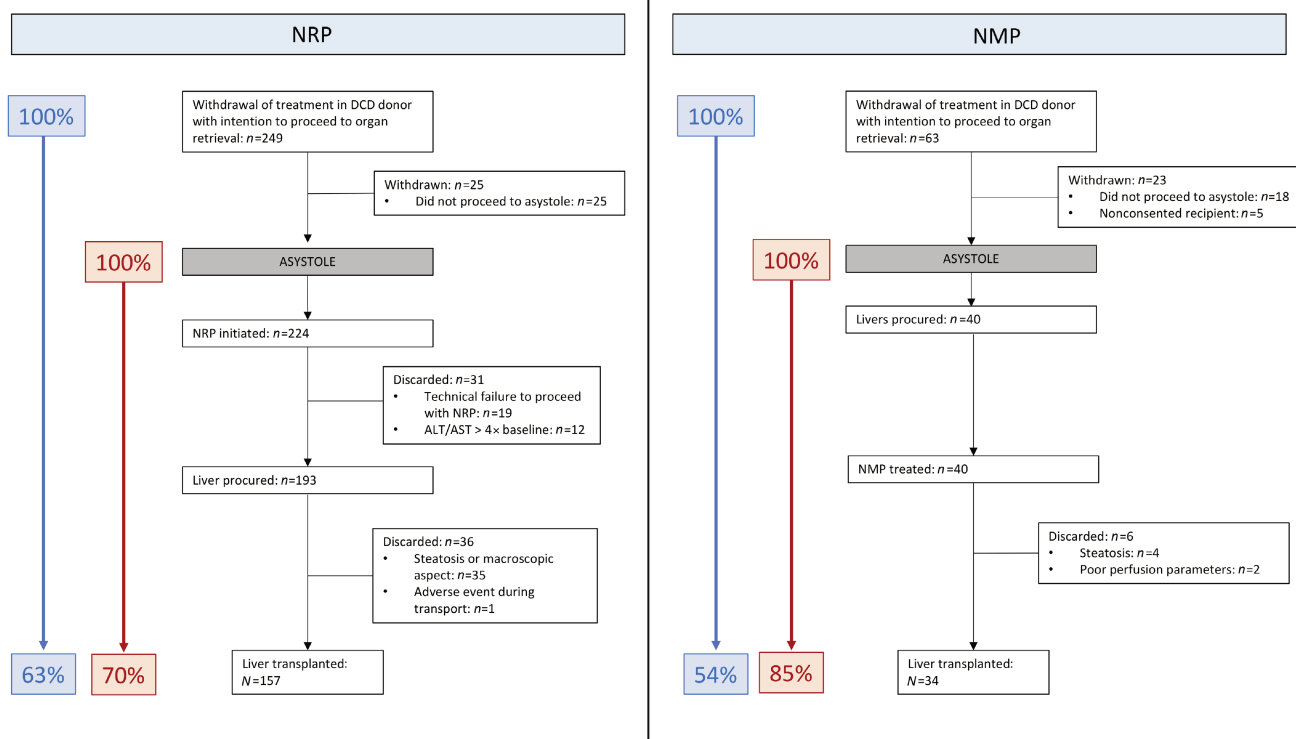 NRP
100%
Withdrawal of treatment in DCD donor
with intention to proceed to organ
retrieval: n=249
Withdrawn: n=25
• Did not proceed to asystole: n=25
100%
ASYSTOLE
NRP initiated: n=224
Discarded: n=31
• Technical failure to proceed
with NRP: n=19
• ALT/AST > 4× baseline: n=12
Liver procured: n=193
Discarded: n=36
• Steatosis or macroscopic
aspect: n=35
• Adverse event during
transport: n=1
63%
70%
Liver transplanted:
N=157
NMP
100%
Withdrawal of treatment in DCD donor
with intention to proceed to organ
retrieval: n=63
Withdrawn: n=23
• Did not proceed to asystole: n=18
• Nonconsented recipient: n=5
100%
ASYSTOLE
Livers procured: n=40
NMP treated: n=40
Discarded: n=6
• Steatosis: n=4
• Poor perfusion parameters: n=2
54%
85%
Liver transplanted:
N=34